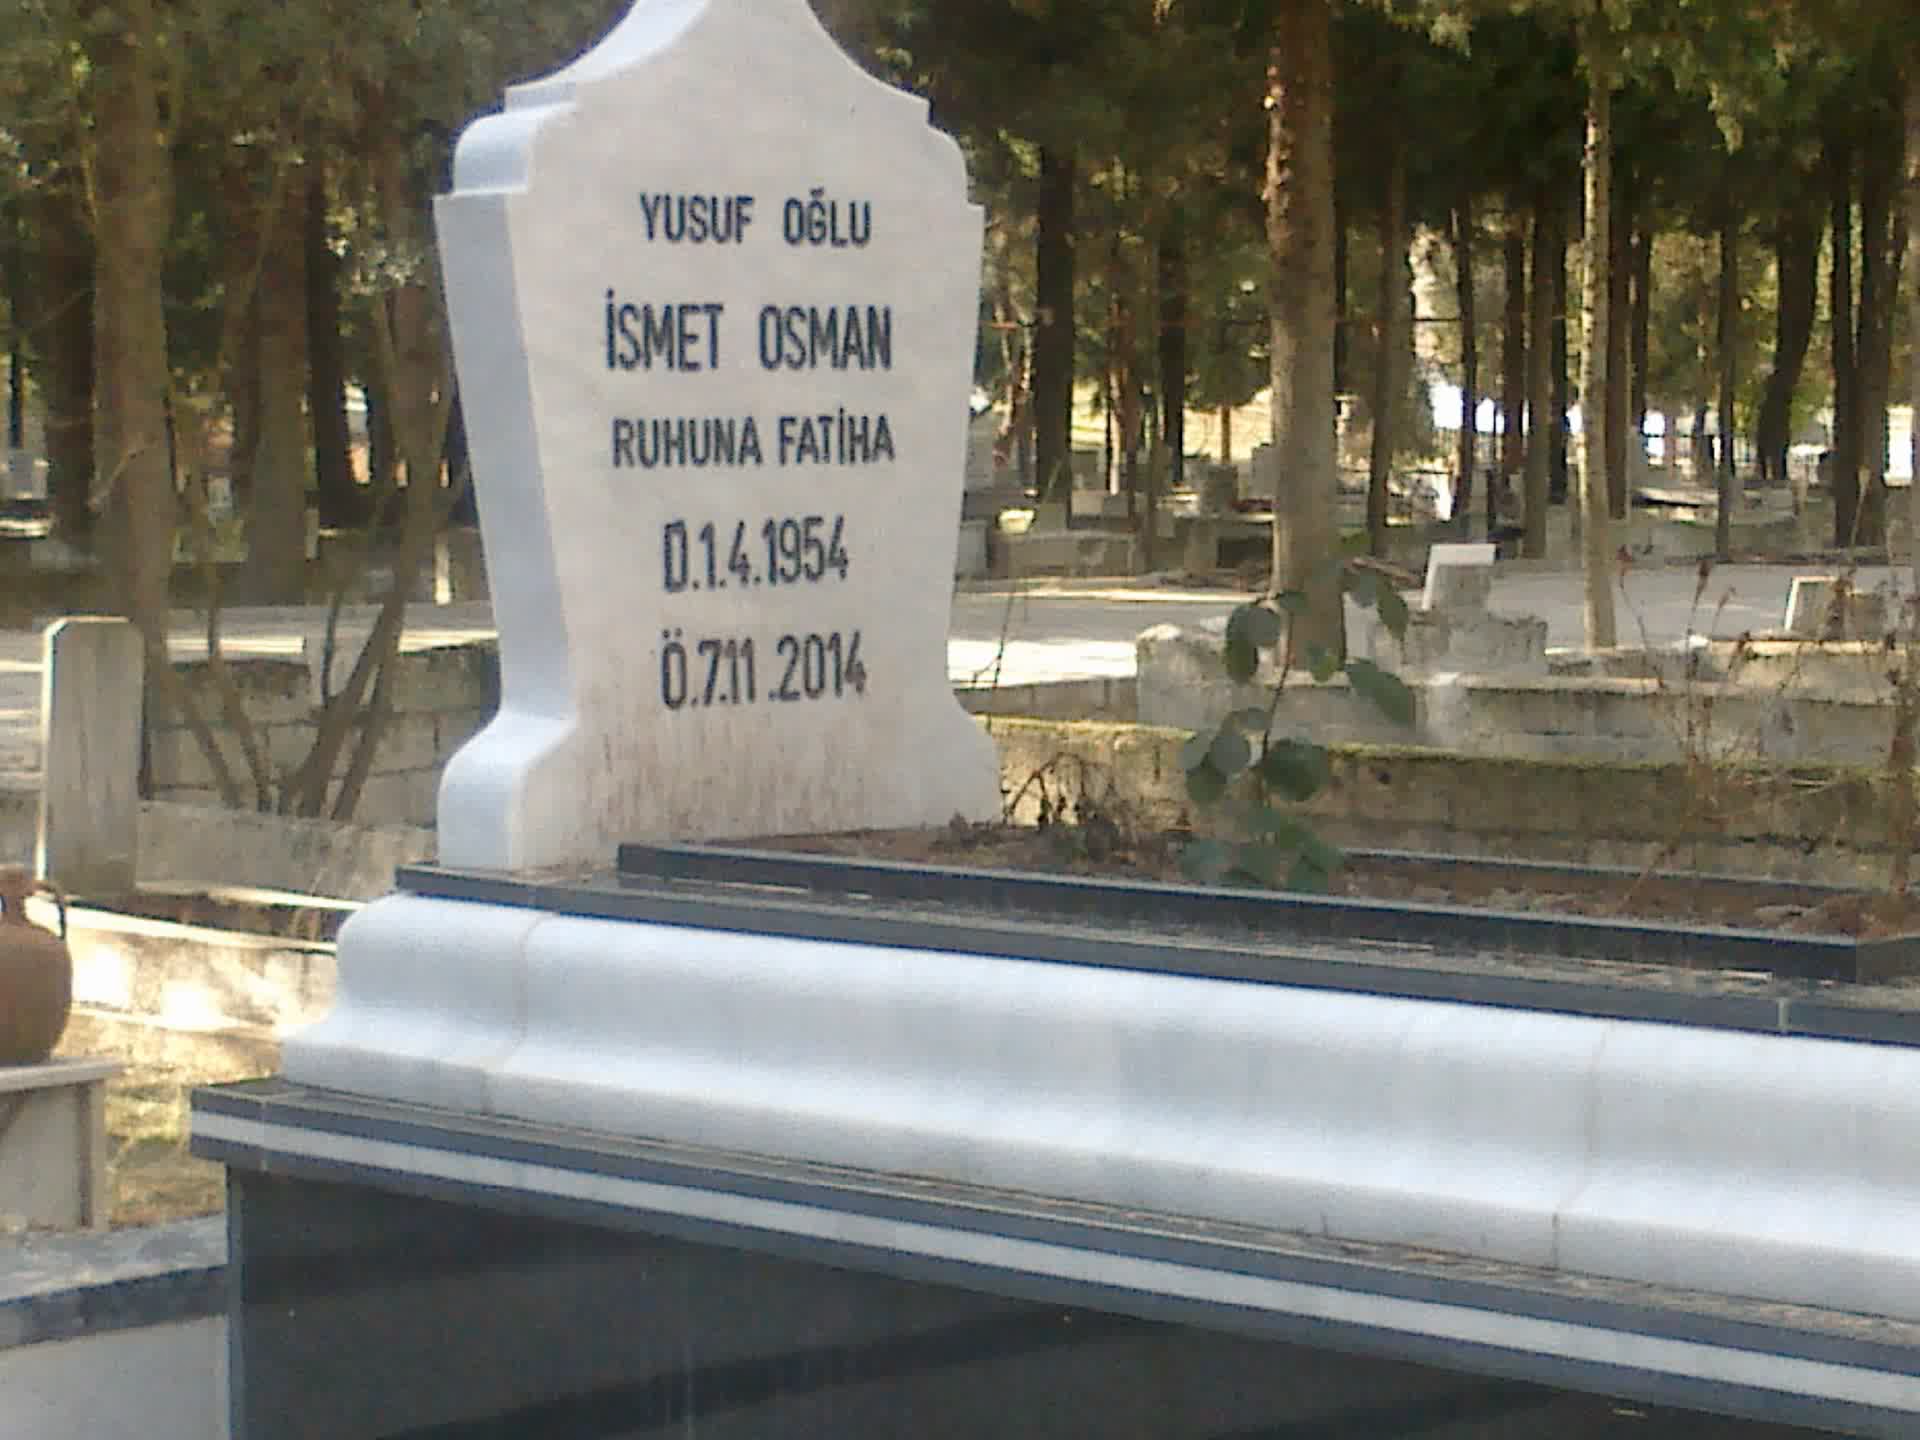 YUSUF OĞLU
İSMET OSMAN
RUHUNA FATİHA
D.1.4.1954
Ö.7.11.2014